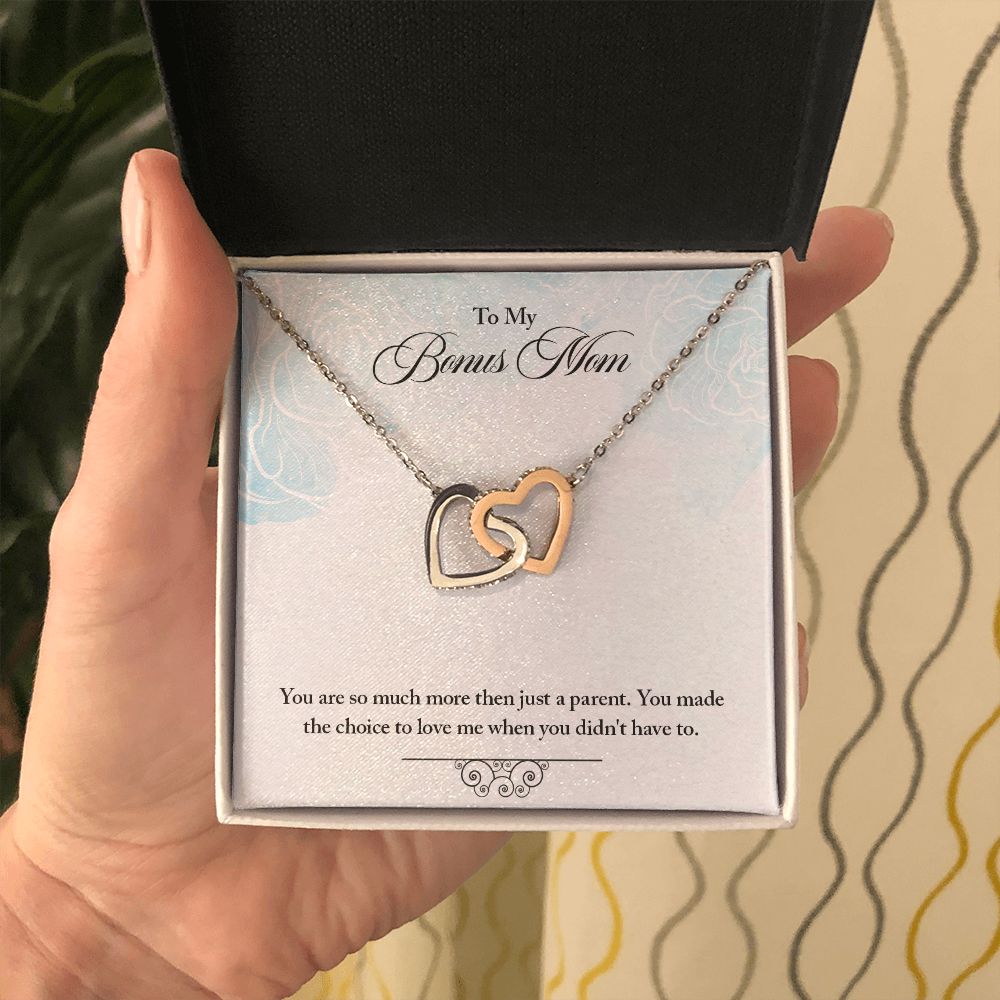 To My
Bonus Mom
You are so much more then just a parent. You made
the choice to love me when you didn't have to.